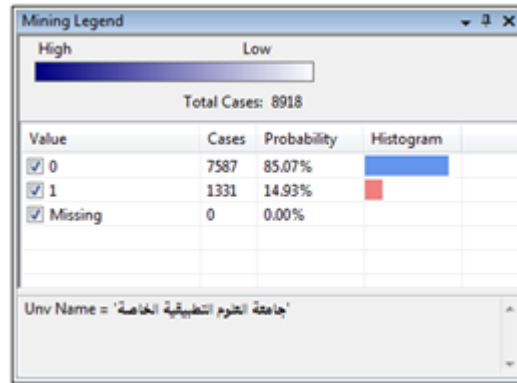 Mining Legend
High Low
Total Cases: 8918
Value Cases Probability Histogram
0 7587 85.07%
1 1331 14.93%
Missing 0 0.00%
Unv Name = 'جامعة العلوم التطبيقية الخاصة'